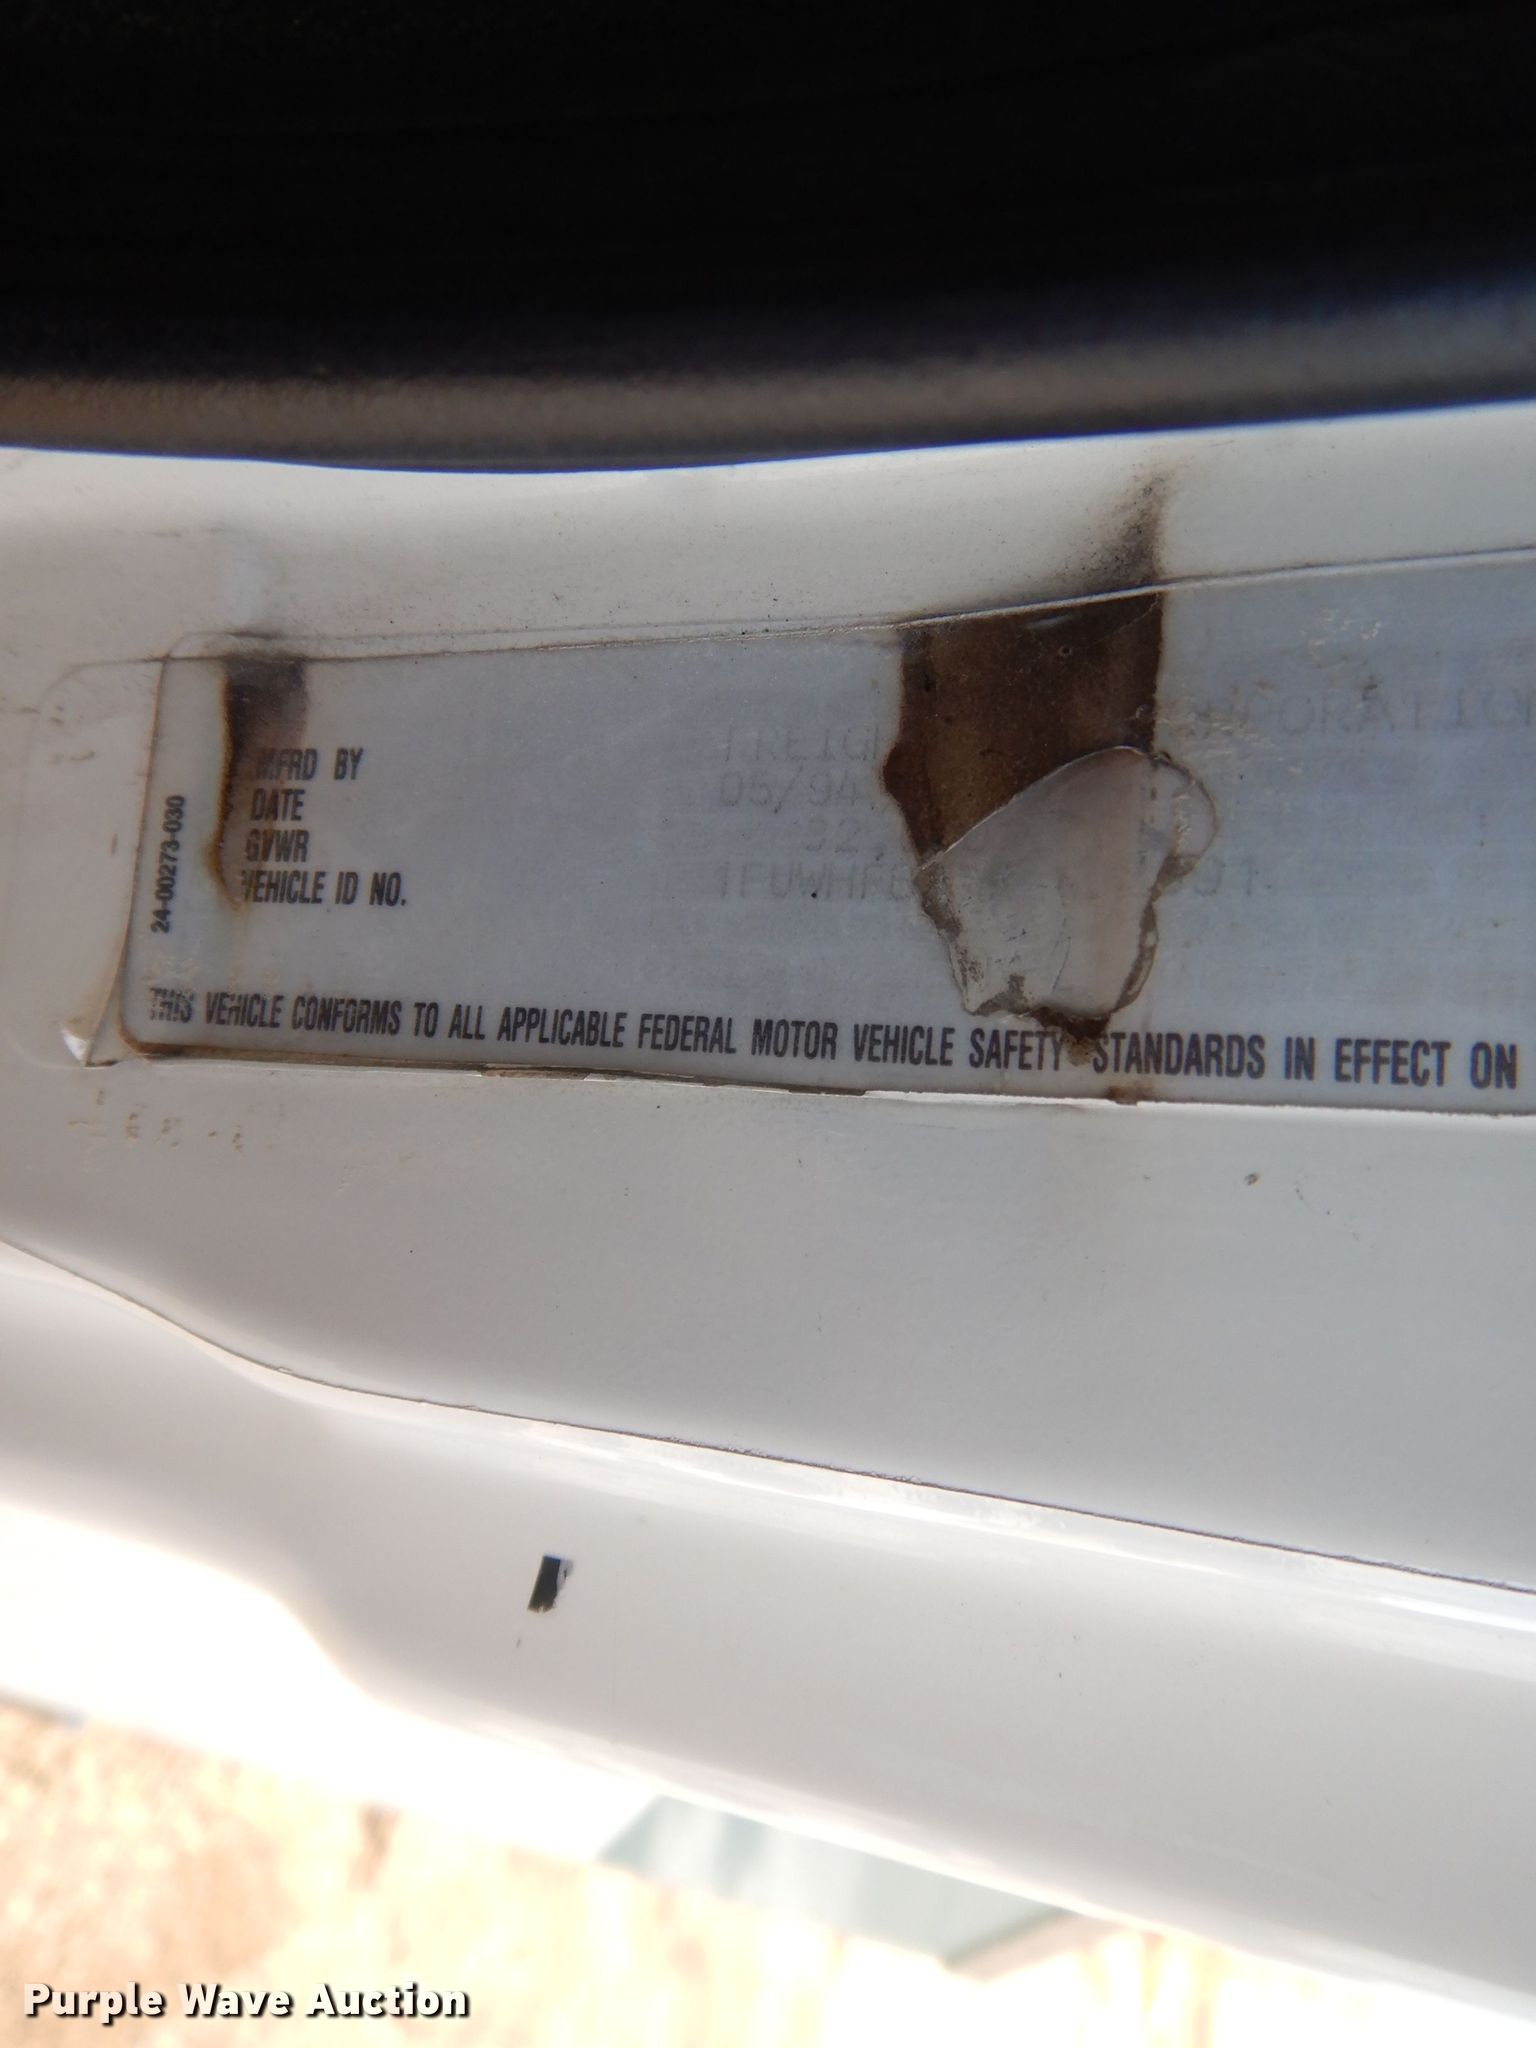 MFRD BY
DATE 05/94
GVWR
VEHICLE ID NO.
24-00273-030
THIS VEHICLE CONFORMS TO ALL APPLICABLE FEDERAL MOTOR VEHICLE SAFETY STANDARDS IN EFFECT ON
Purple Wave Auction